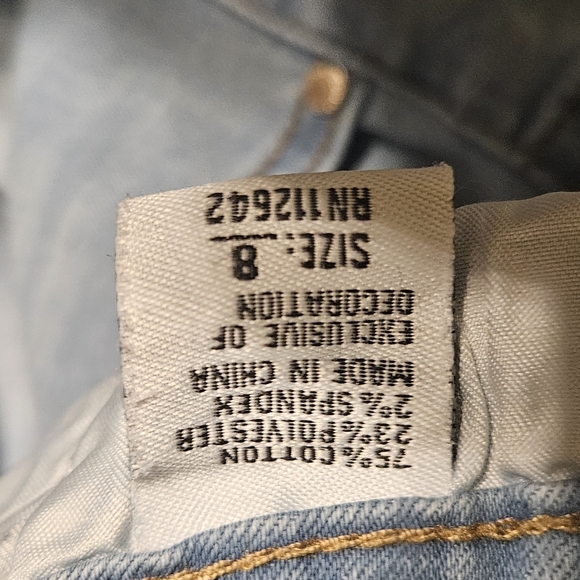 75% COTTON
23% POLYESTER
2% SPANDEX
MADE IN CHINA
EXCLUSIVE OF
DECORATION
SIZE: 8
RN 112642